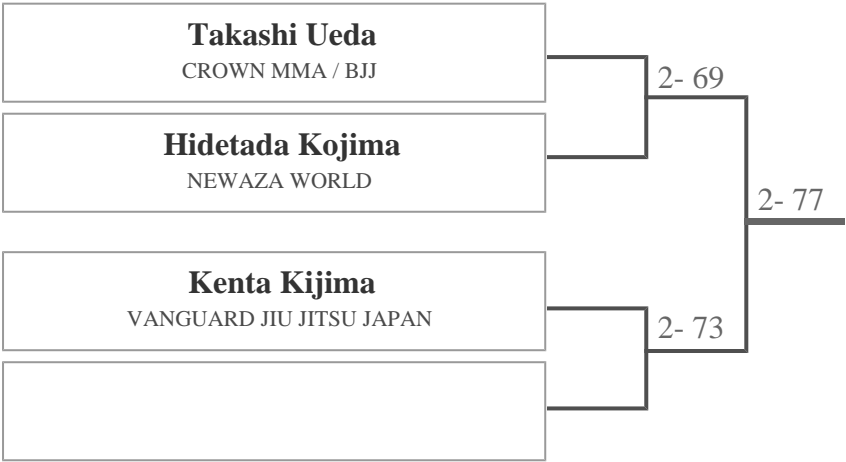 Takashi Ueda
CROWN MMA / BJJ
2- 69
Hidetada Kojima
NEWAZA WORLD
2- 77
Kenta Kijima
VANGUARD JIU JITSU JAPAN
2- 73